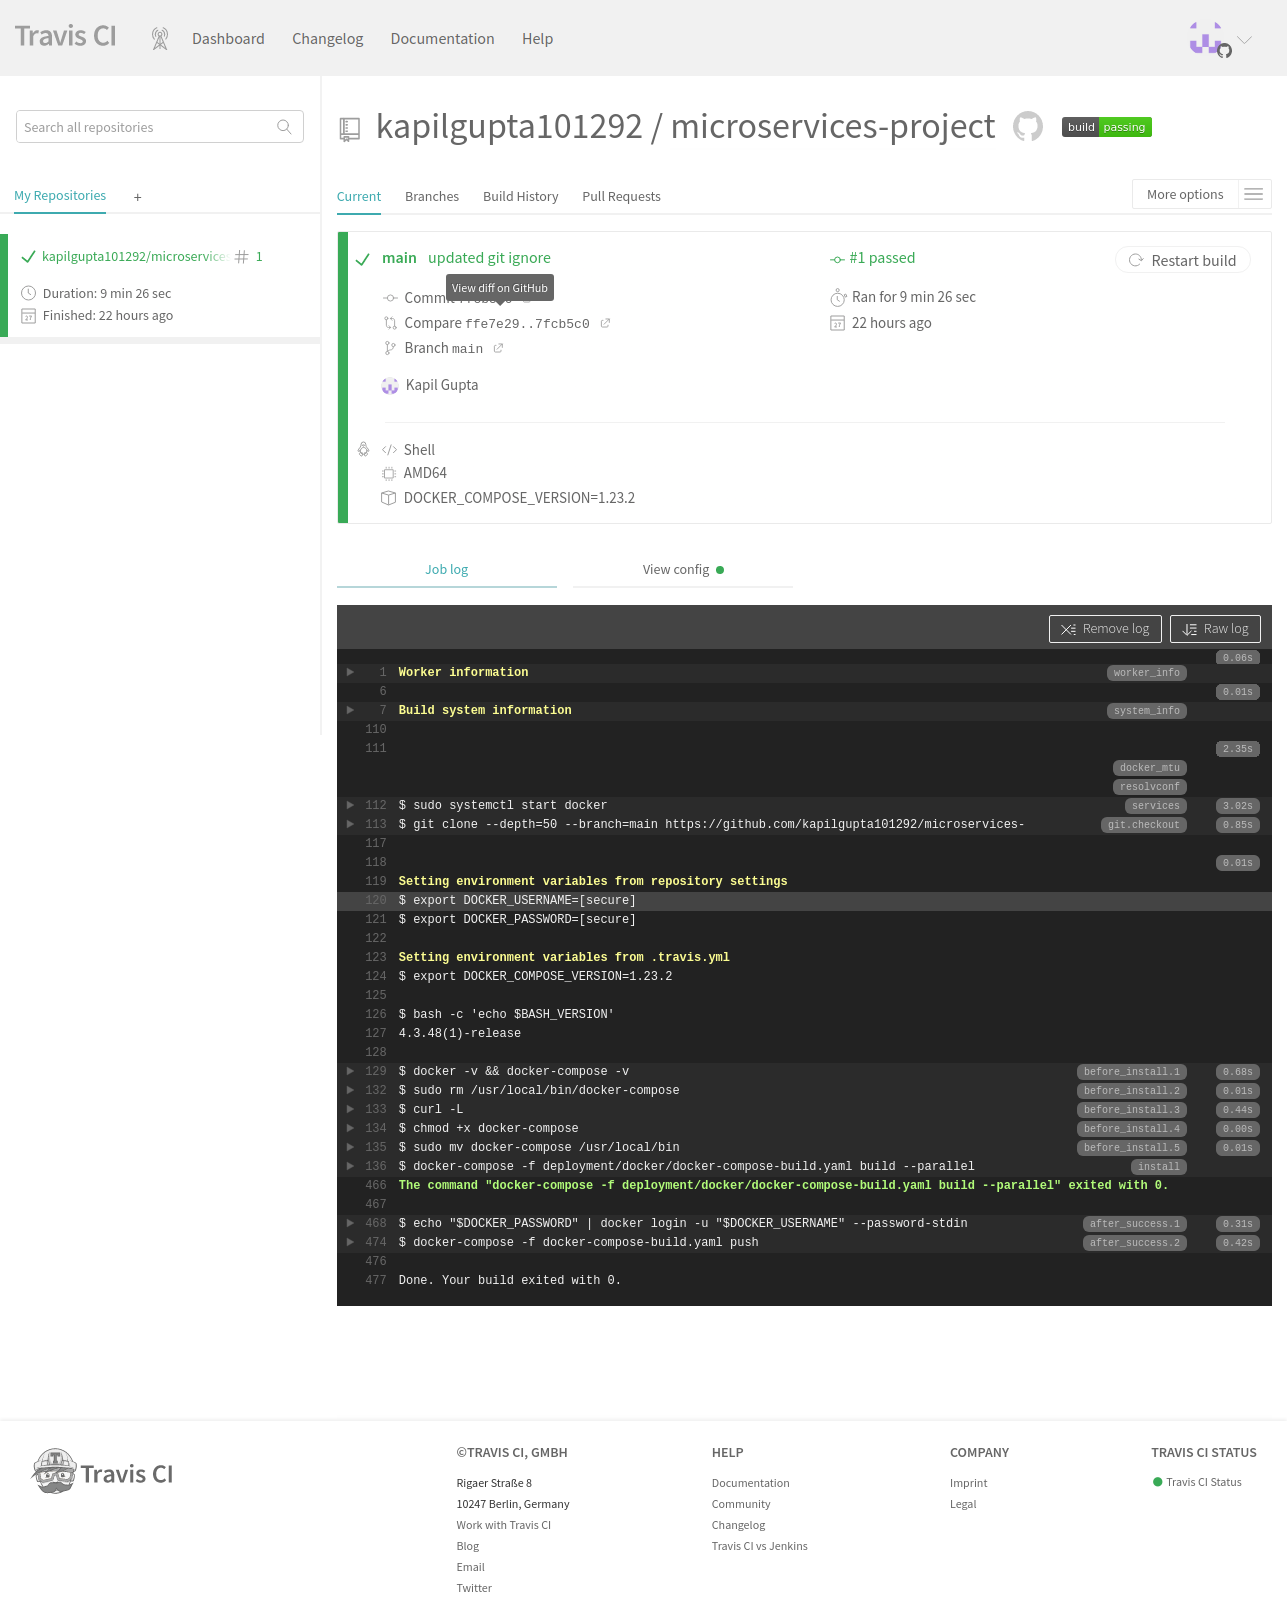 Travis CI
Dashboard Changelog Documentation Help
Search all repositories
kapilgupta101292 / microservices-project
build passing
My Repositories +
Current Branches Build History Pull Requests
More options
kapilgupta101292/microservices # 1
Duration: 9 min 26 sec
Finished: 22 hours ago
main updated git ignore
#1 passed
Restart build
View diff on GitHub
Commit
Ran for 9 min 26 sec
Compare ffe7e29..7fcb5c0
22 hours ago
Branch main
Kapil Gupta
Shell
AMD64
DOCKER_COMPOSE_VERSION=1.23.2
Job log View config
Remove log Raw log
0.06s
1 Worker information worker_info
6 0.01s
7 Build system information system_info
110
111 2.35s
docker_mtu
resolvconf
112 $ sudo systemctl start docker services 3.02s
113 $ git clone --depth=50 --branch=main https://github.com/kapilgupta101292/microservices- git.checkout 0.85s
117
118 0.01s
119 Setting environment variables from repository settings
120 $ export DOCKER_USERNAME=[secure]
121 $ export DOCKER_PASSWORD=[secure]
122
123 Setting environment variables from .travis.yml
124 $ export DOCKER_COMPOSE_VERSION=1.23.2
125
126 $ bash -c 'echo $BASH_VERSION'
127 4.3.48(1)-release
128
129 $ docker -v && docker-compose -v before_install.1 0.68s
132 $ sudo rm /usr/local/bin/docker-compose before_install.2 0.01s
133 $ curl -L before_install.3 0.44s
134 $ chmod +x docker-compose before_install.4 0.00s
135 $ sudo mv docker-compose /usr/local/bin before_install.5 0.01s
136 $ docker-compose -f deployment/docker/docker-compose-build.yaml build --parallel install
466 The command "docker-compose -f deployment/docker/docker-compose-build.yaml build --parallel" exited with 0.
467
468 $ echo "$DOCKER_PASSWORD" | docker login -u "$DOCKER_USERNAME" --password-stdin after_success.1 0.31s
474 $ docker-compose -f docker-compose-build.yaml push after_success.2 0.42s
476
477 Done. Your build exited with 0.
Travis CI
©TRAVIS CI, GMBH
Rigaer Straße 8
10247 Berlin, Germany
Work with Travis CI
Blog
Email
Twitter
HELP
Documentation
Community
Changelog
Travis CI vs Jenkins
COMPANY
Imprint
Legal
TRAVIS CI STATUS
Travis CI Status